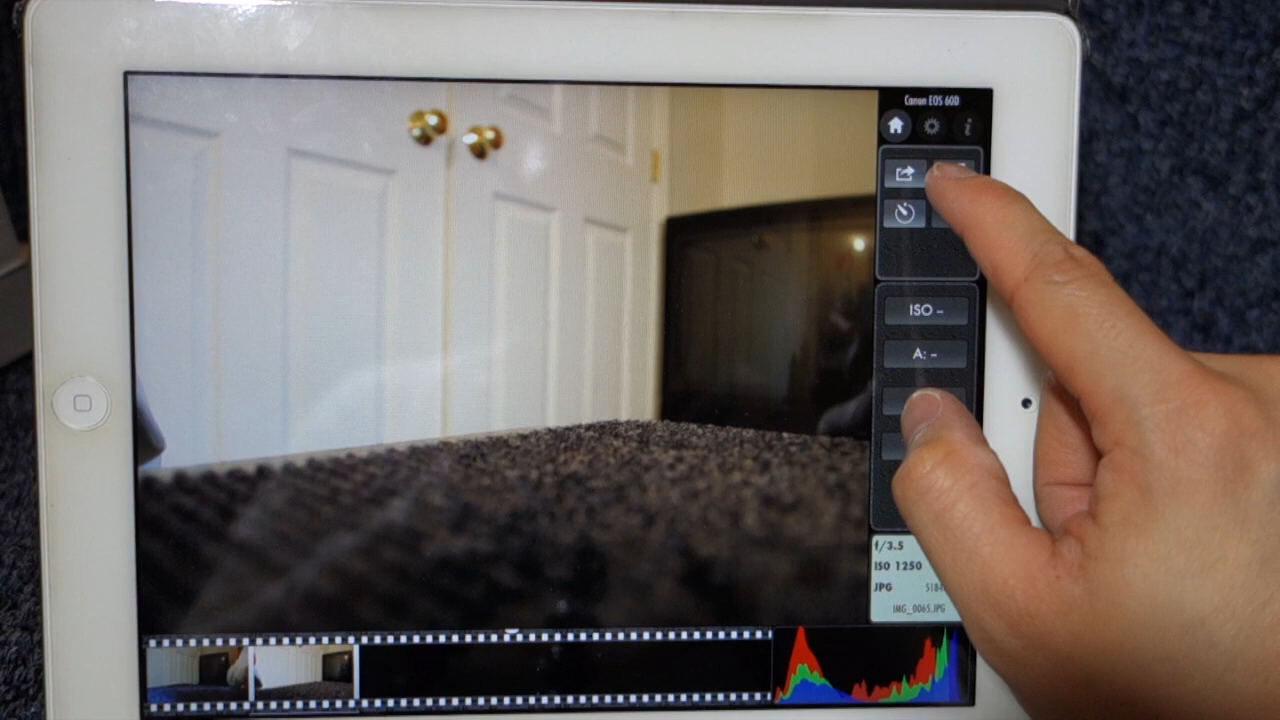 Canon EOS 60D
i
ISO -
A: -
f/3.5
ISO 1250
JPG
IMG_0065.JPG